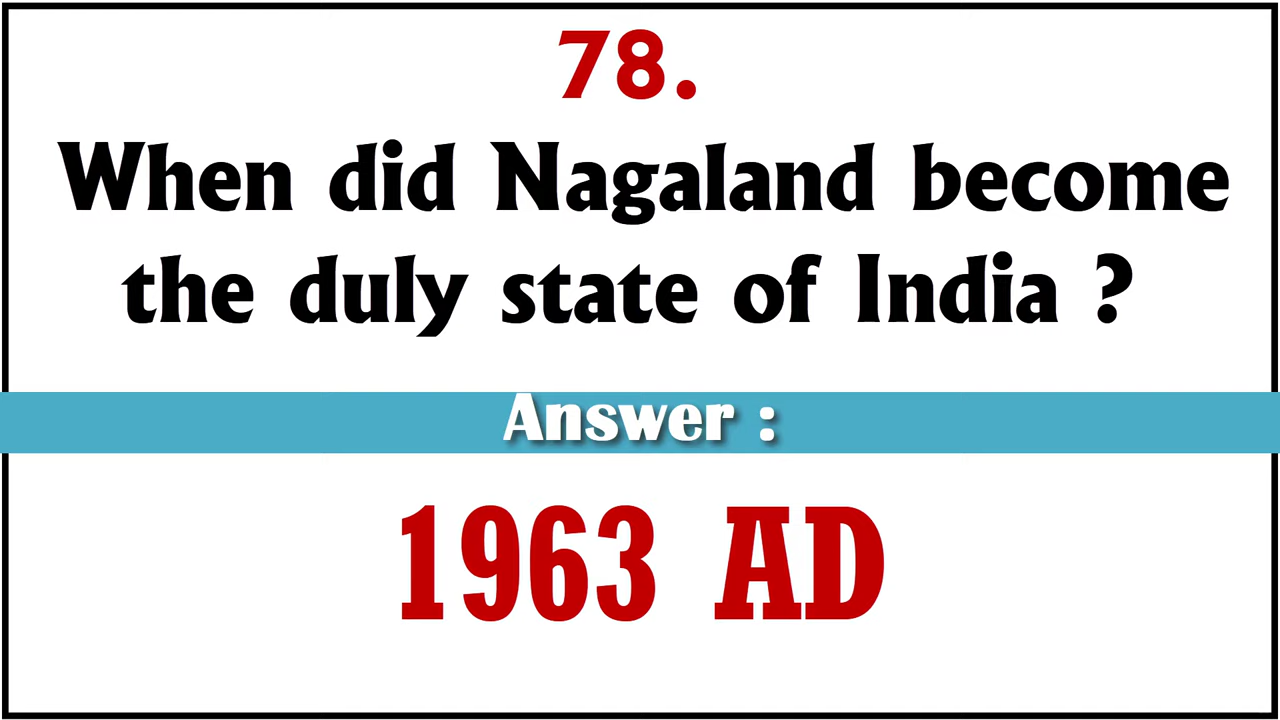 78.
When did Nagaland become
the duly state of India ?
Answer :
1963 AD